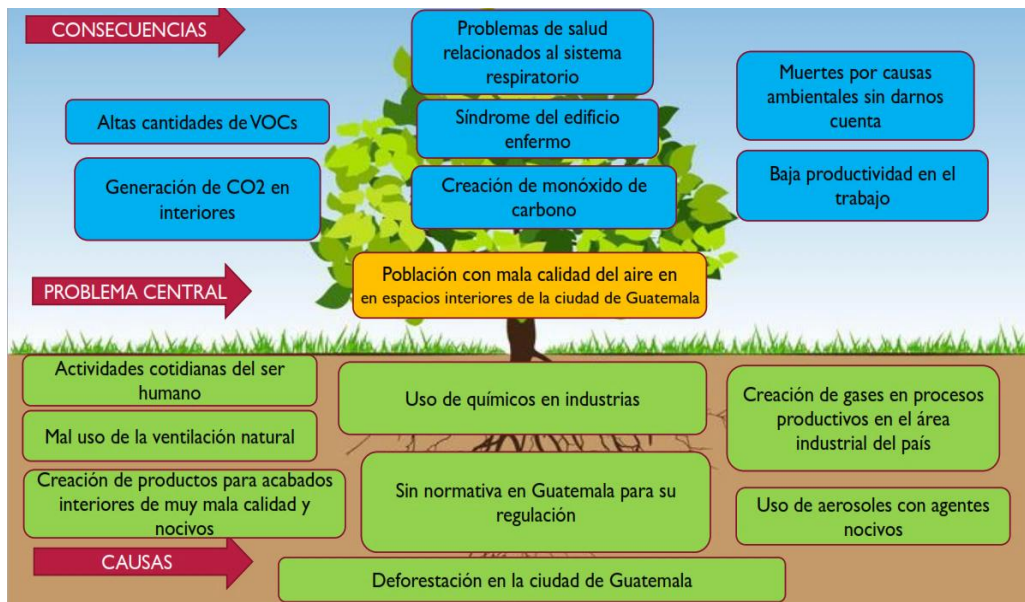 CONSECUENCIAS
Problemas de salud
relacionados al sistema
respiratorio
Muertes por causas
ambientales sin darnos
cuenta
Altas cantidades de VOCs
Síndrome del edificio
enfermo
Generación de CO2 en
interiores
Creación de monóxido de
carbono
Baja productividad en el
trabajo
PROBLEMA CENTRAL
Población con mala calidad del aire en
en espacios interiores de la ciudad de Guatemala
Actividades cotidianas del ser
humano
Uso de químicos en industrias
Creación de gases en procesos
productivos en el área
industrial del país
Mal uso de la ventilación natural
Creación de productos para acabados
interiores de muy mala calidad y
nocivos
Sin normativa en Guatemala para su
regulación
Uso de aerosoles con agentes
nocivos
CAUSAS
Deforestación en la ciudad de Guatemala